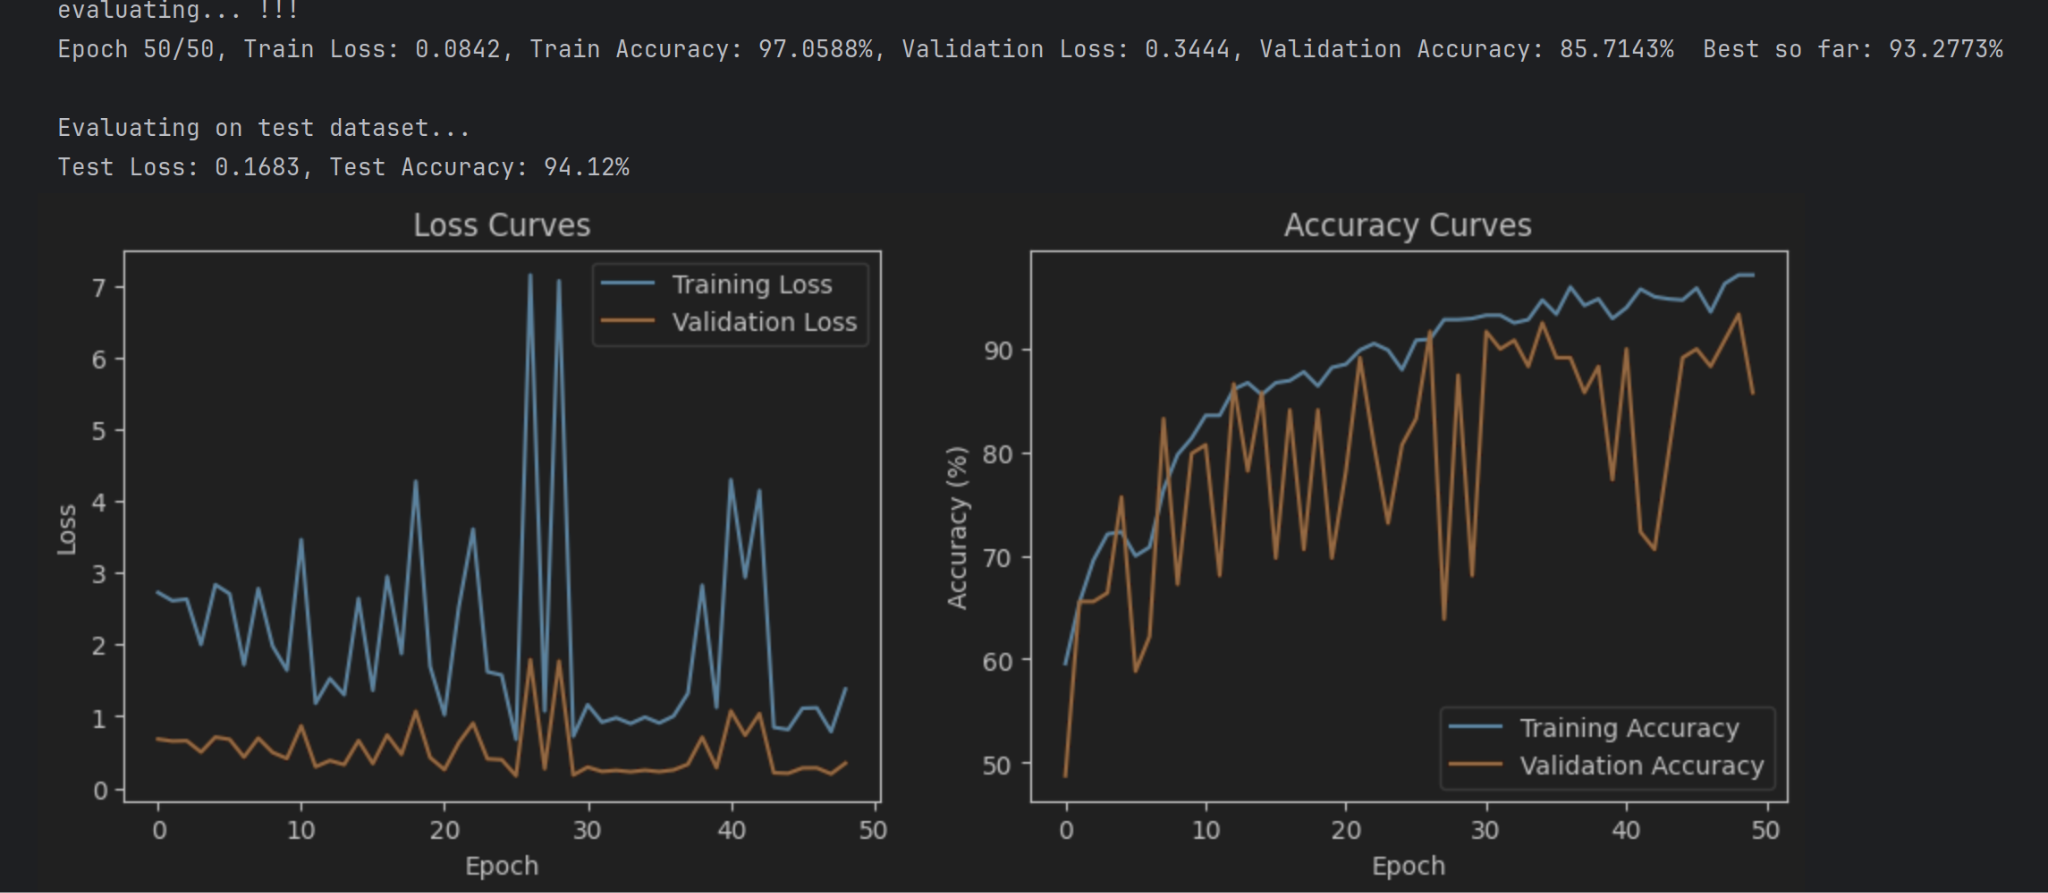 evaluating... !!!
Epoch 50/50, Train Loss: 0.0842, Train Accuracy: 97.0588%, Validation Loss: 0.3444, Validation Accuracy: 85.7143%  Best so far: 93.2773%
Evaluating on test dataset...
Test Loss: 0.1683, Test Accuracy: 94.12%
Loss Curves
Training Loss
Validation Loss
7
6
5
4
3
2
1
0
Loss
0 10 20 30 40 50
Epoch
Accuracy Curves
90
80
70
60
50
Accuracy (%)
Training Accuracy
Validation Accuracy
0 10 20 30 40 50
Epoch